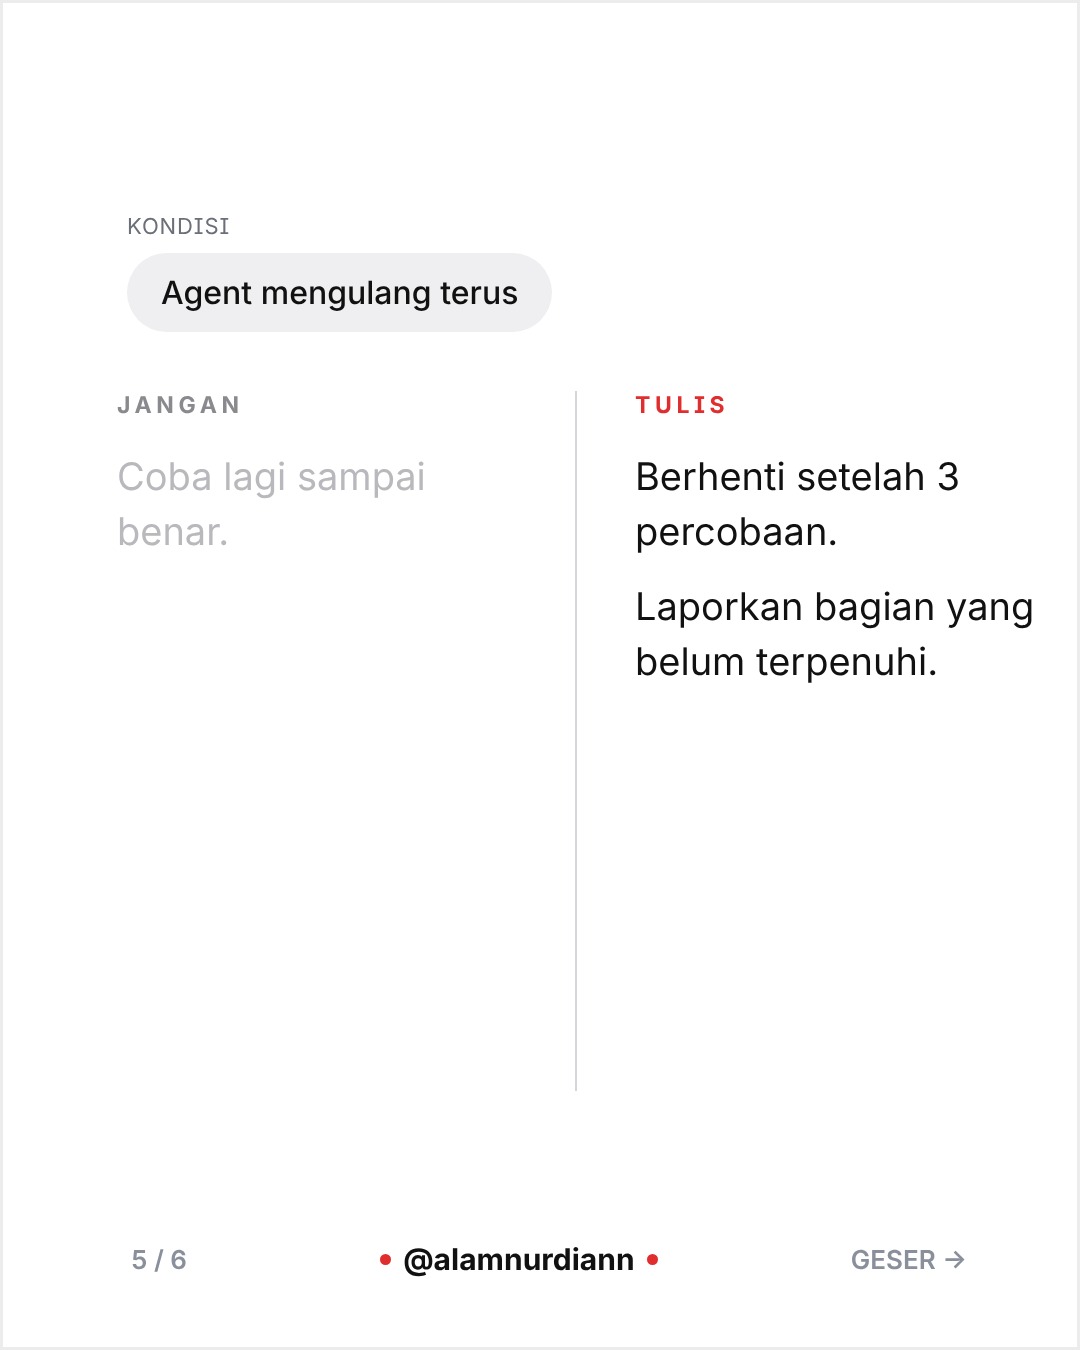 KONDISI
Agent mengulang terus
JANGAN
Coba lagi sampai
benar.
TULIS
Berhenti setelah 3
percobaan.
Laporkan bagian yang
belum terpenuhi.
5 / 6
• @alamnurdiann •
GESER →